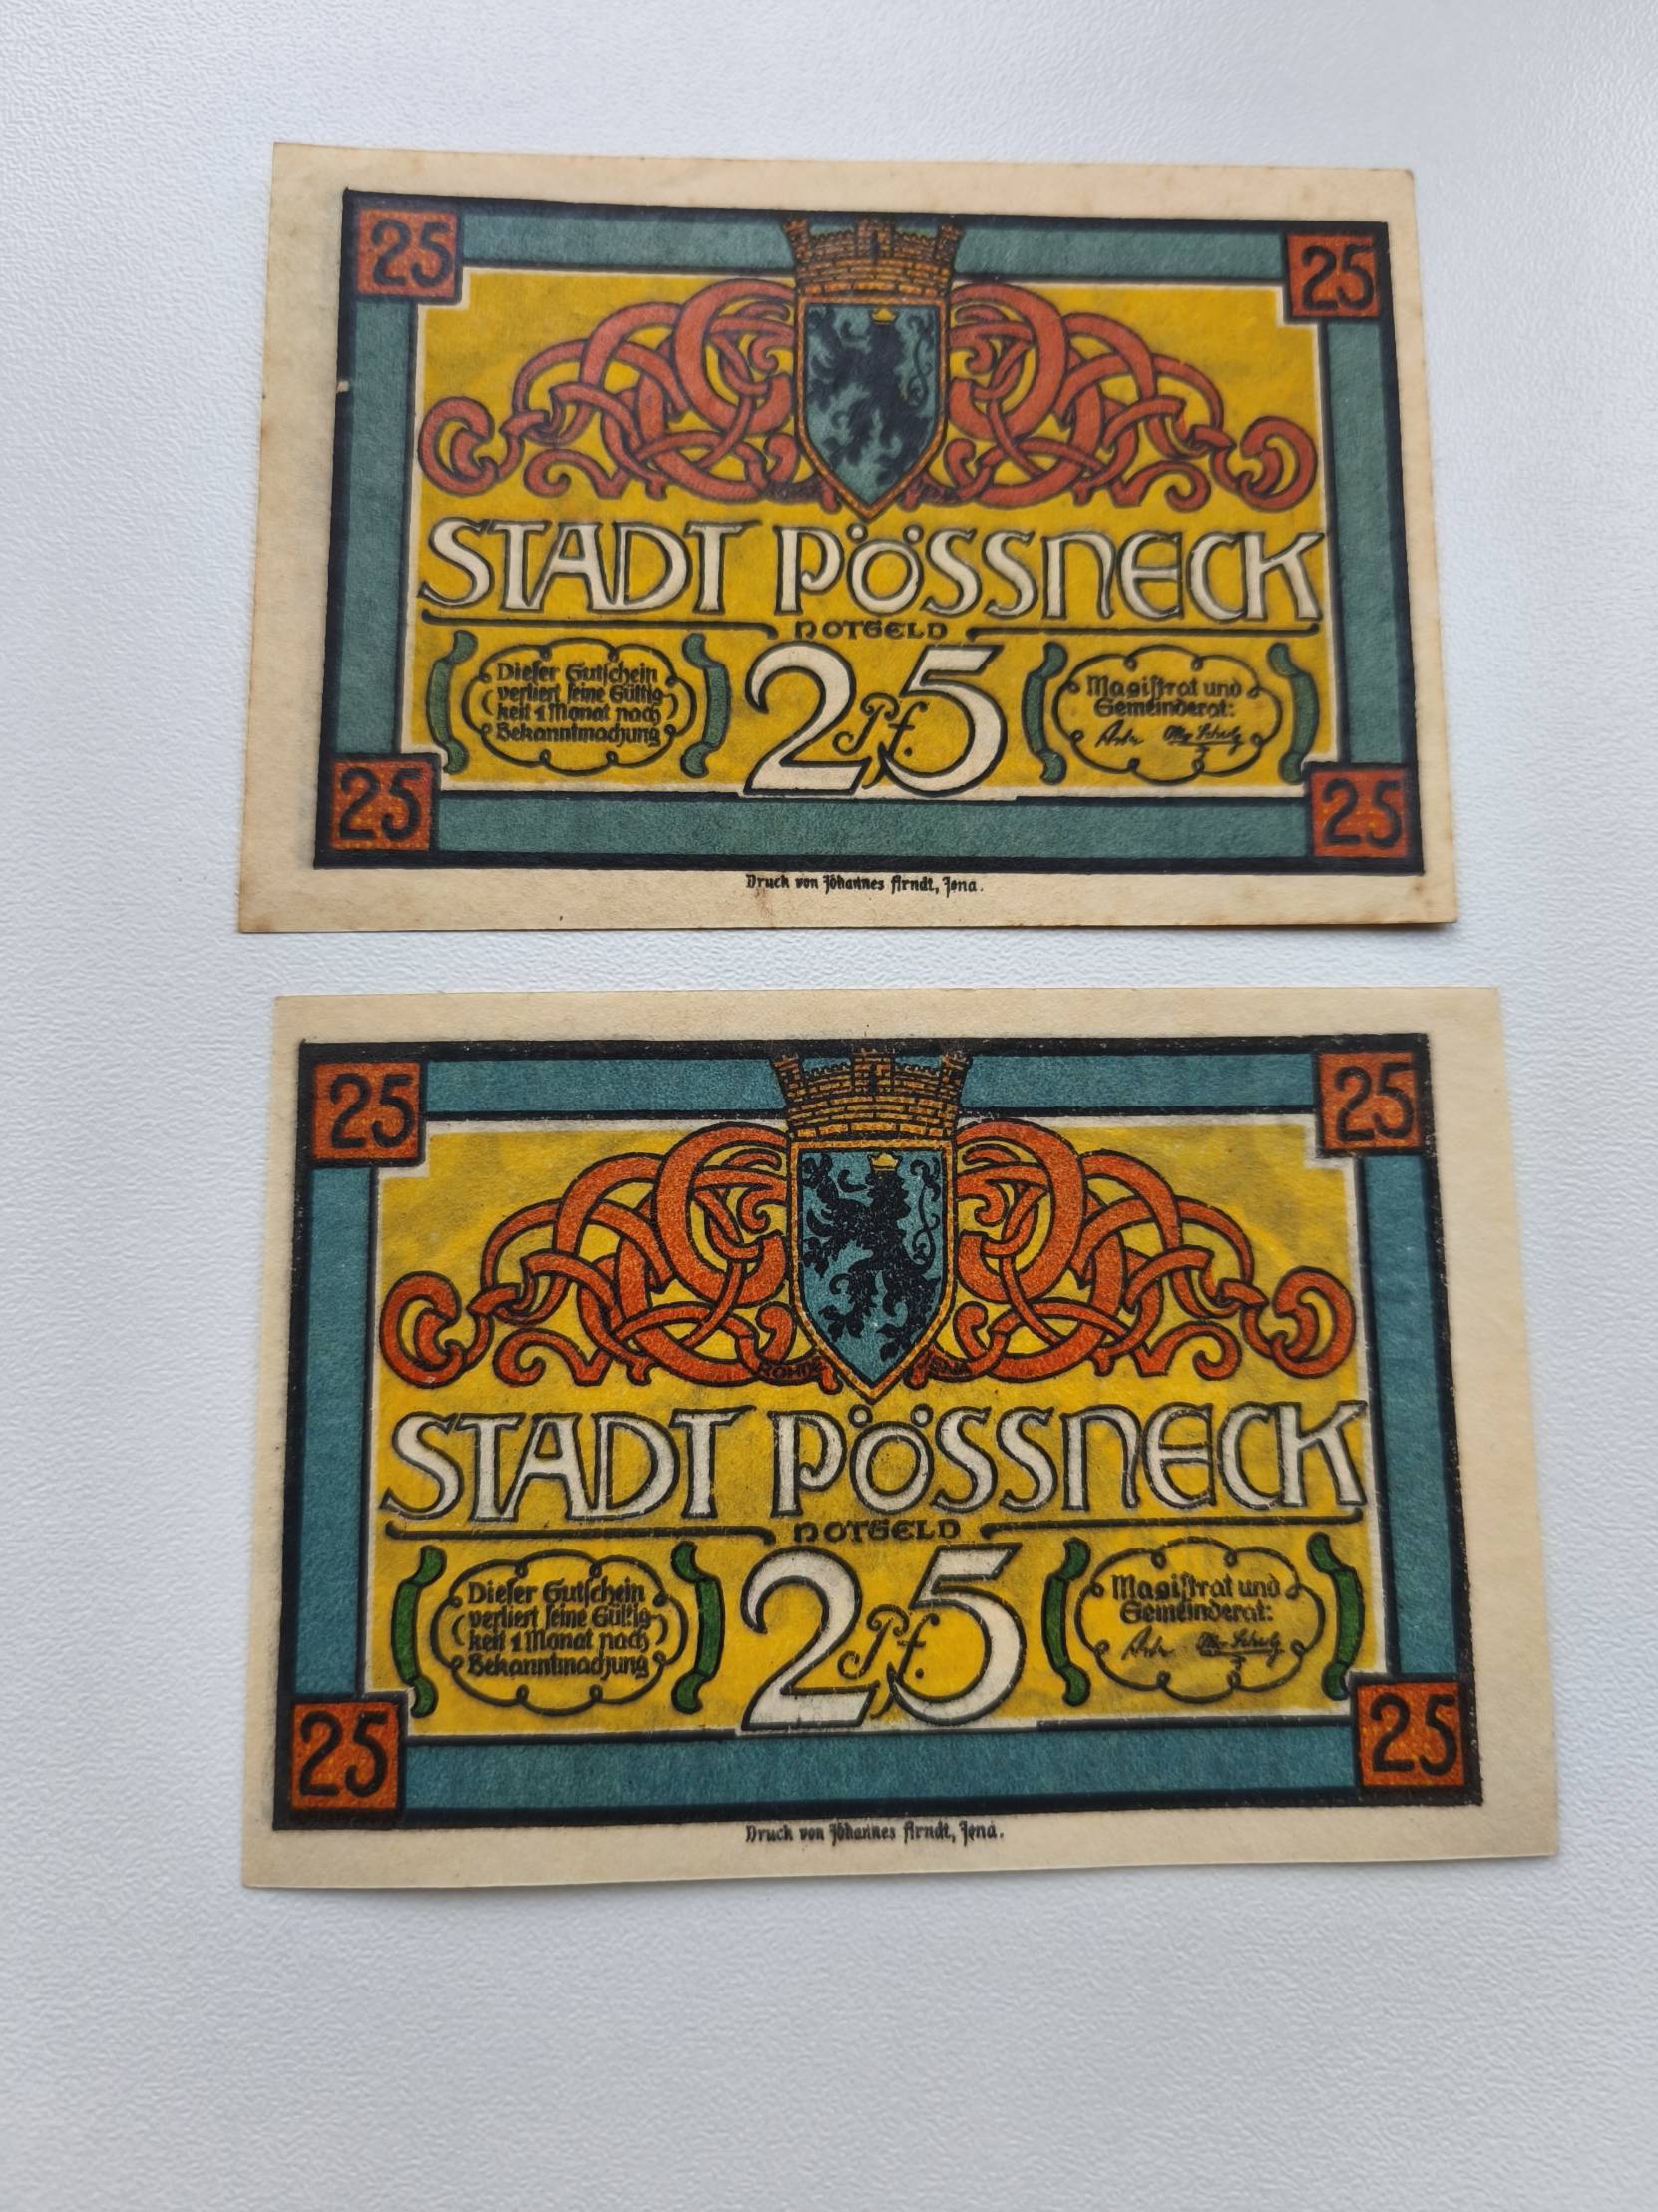 25 25
STADT PÖSSNECK
NOTGELD
Dieser Gutschein
verliert seine Gültig-
keit 1 Monat nach
Bekanntmachung
25
Pf.
Magistrat und
Gemeinderat:
25 25
Druck von Johannes Arndt, Jena.
25 25
STADT PÖSSNECK
NOTGELD
Dieser Gutschein
verliert seine Gültig-
keit 1 Monat nach
Bekanntmachung
25
Pf.
Magistrat und
Gemeinderat:
25 25
Druck von Johannes Arndt, Jena.